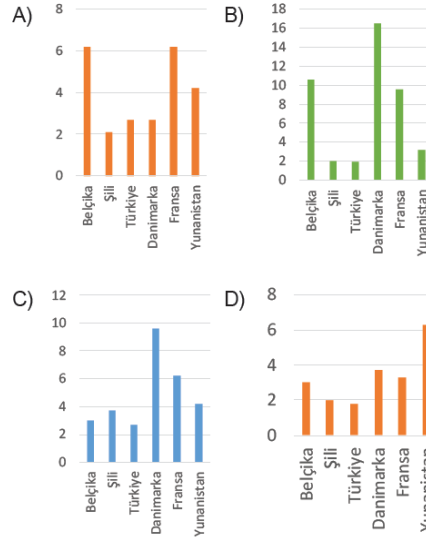 A)
8
6
4
2
0
Belçika
Şili
Türkiye
Danimarka
Fransa
Yunanistan
B)
18
16
14
12
10
8
6
4
2
0
Belçika
Şili
Türkiye
Danimarka
Fransa
Yunanistan
C)
12
10
8
6
4
2
0
Belçika
Şili
Türkiye
Danimarka
Fransa
Yunanistan
D)
8
6
4
2
0
Belçika
Şili
Türkiye
Danimarka
Fransa
Yunanistan